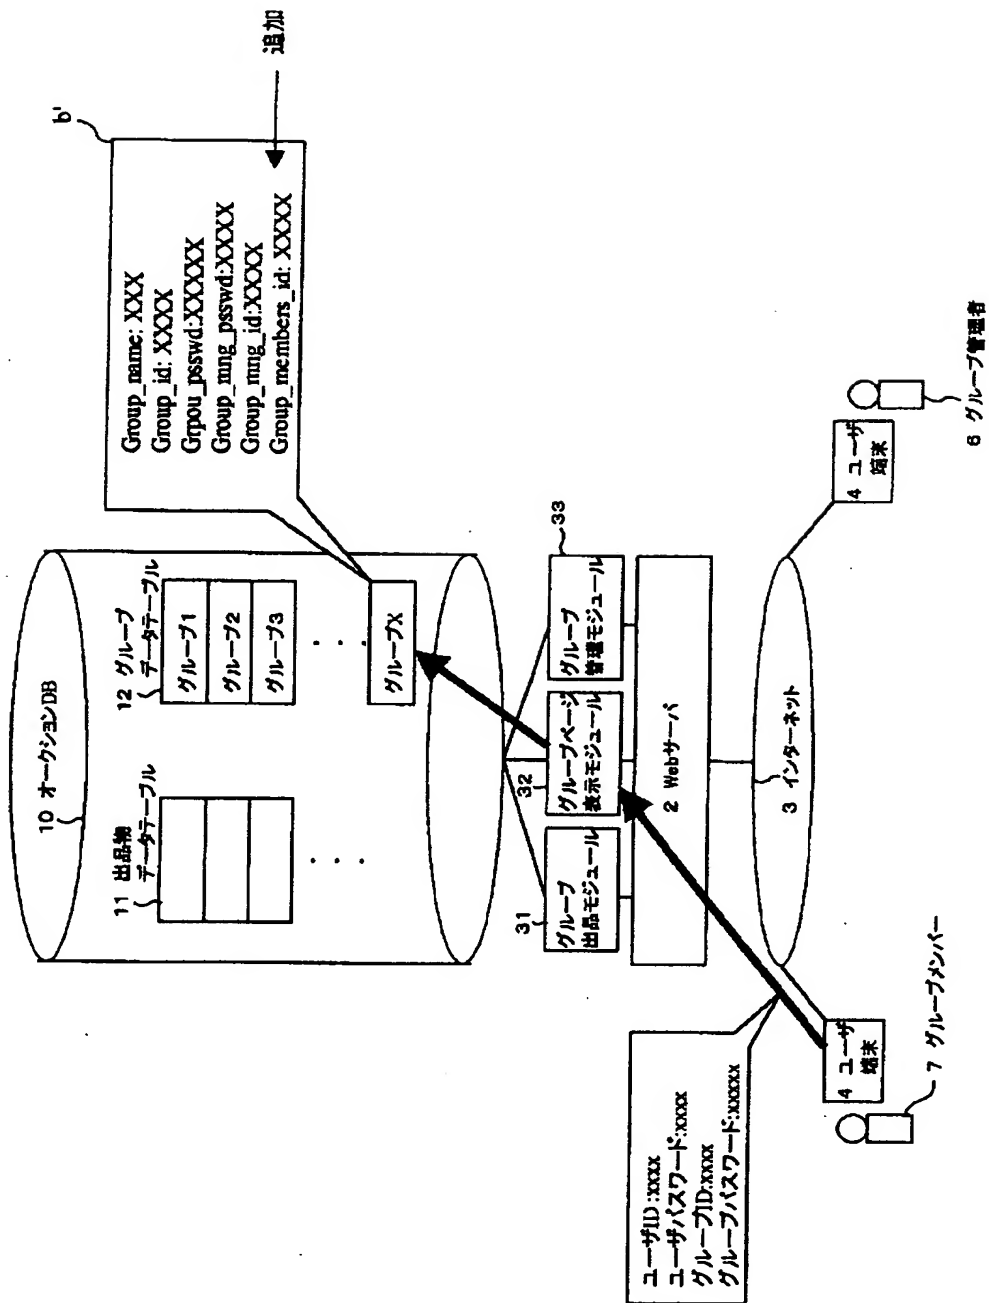 b'
Group_name: XXX
Group_id: XXXX
Grpou_psswd:XXXXX
Group_mng_psswd:XXXX
Group_mng_id:XXXX
Group_members_id: XXXX
追加
10 オークションDB
11 出品物
データテーブル
12 グループ
データテーブル
グループ1
グループ2
グループ3
グループX
31
グループ
出品モジュール
32
グループページ
表示モジュール
33
グループ
管理モジュール
2 Webサーバ
3 インターネット
ユーザID:xxxx
ユーザパスワード:xxxx
グループID:xxxx
グループパスワード:xxxxx
4 ユーザ
端末
7 グループメンバー
4 ユーザ
端末
6 グループ管理者